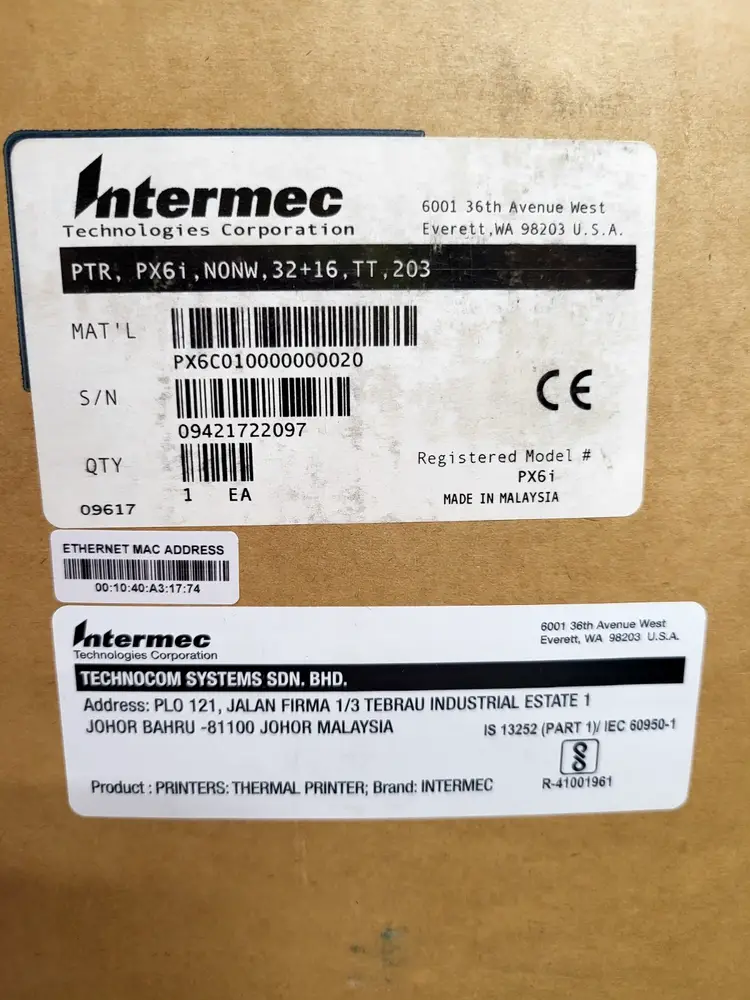 Intermec
Technologies Corporation
6001 36th Avenue West
Everett,WA 98203 U.S.A.
PTR, PX6i,NONW,32+16,TT,203
MAT'L
PX6C010000000020
S/N
09421722097
CE
QTY
1 EA
Registered Model #
PX6i
09617
MADE IN MALAYSIA
ETHERNET MAC ADDRESS
00:10:40:A3:17:74
Intermec
Technologies Corporation
6001 36th Avenue West
Everett, WA 98203 U.S.A.
TECHNOCOM SYSTEMS SDN. BHD.
Address: PLO 121, JALAN FIRMA 1/3 TEBRAU INDUSTRIAL ESTATE 1
JOHOR BAHRU -81100 JOHOR MALAYSIA
IS 13252 (PART 1)/ IEC 60950-1
Product : PRINTERS: THERMAL PRINTER; Brand: INTERMEC
R-41001961